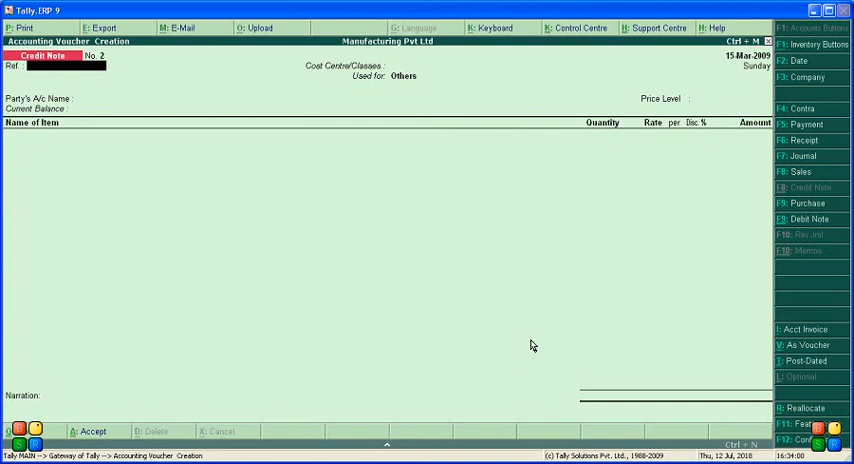 Tally.ERP 9
P: Print E: Export M: E-Mail O: Upload G: Language K: Keyboard K: Control Centre H: Support Centre H: Help
F1: Accounts Buttons
Accounting Voucher Creation Manufacturing Pvt Ltd Ctrl + M
F1: Inventory Buttons
Credit Note No. 2 15-Mar-2009
F2: Date
Ref. : Cost Centre/Classes : Sunday
Used for: Others
F3: Company
Party's A/c Name : Price Level :
Current Balance :
F4: Contra
Name of Item Quantity Rate per Disc. % Amount
F5: Payment
F6: Receipt
F7: Journal
F8: Sales
F8: Credit Note
F9: Purchase
F9: Debit Note
F10: Rev Jrnl
F10: Memos
I: Acct Invoice
V: As Voucher
T: Post-Dated
L: Optional
Narration:
R: Reallocate
F11: Feat
A: Accept D: Delete X: Cancel
F12: Conf
Ctrl + N
Tally MAIN --> Gateway of Tally --> Accounting Voucher Creation (c) Tally Solutions Pvt. Ltd., 1988-2009 Thu, 12 Jul, 2018 16:34:00